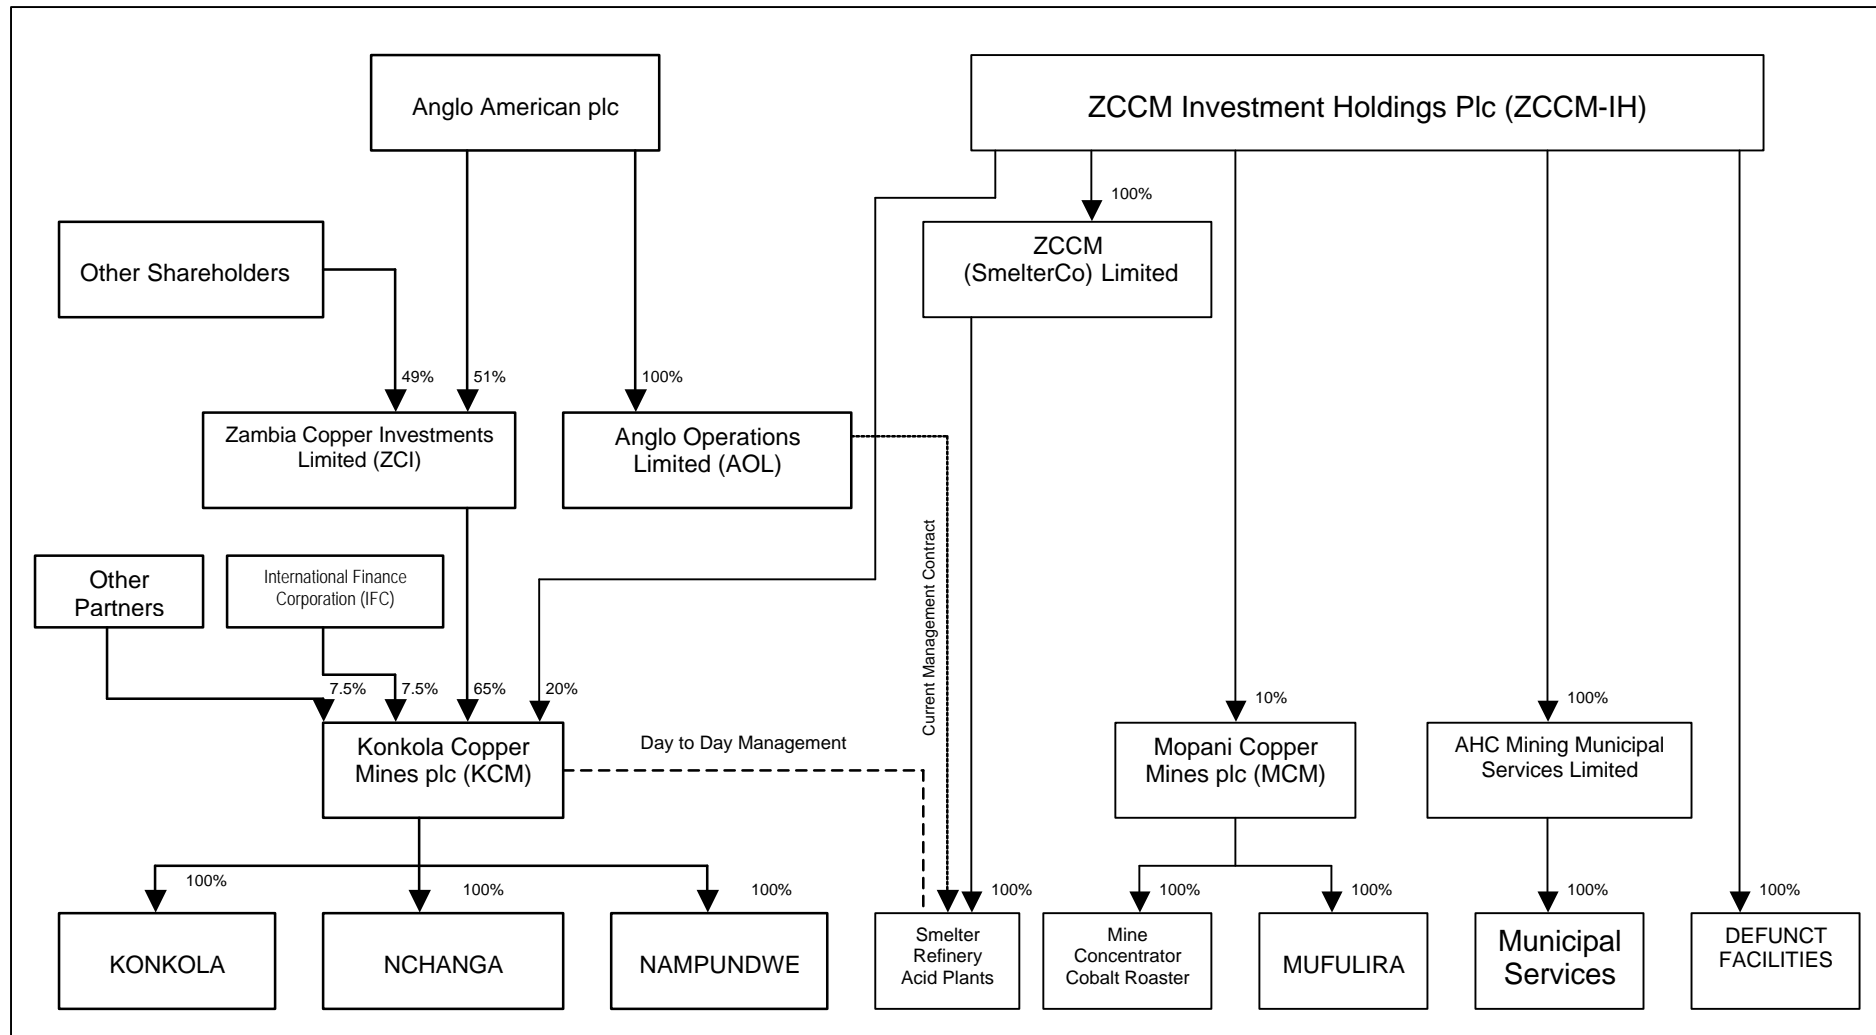 Anglo American plc
ZCCM Investment Holdings Plc (ZCCM-IH)
100%
Other Shareholders
ZCCM
(SmelterCo) Limited
49%
51%
100%
Zambia Copper Investments
Limited (ZCI)
Anglo Operations
Limited (AOL)
Current Management Contract
Other
Partners
International Finance
Corporation (IFC)
7.5%
7.5%
65%
20%
10%
100%
Konkola Copper
Mines plc (KCM)
Day to Day Management
Mopani Copper
Mines plc (MCM)
AHC Mining Municipal
Services Limited
100%
100%
100%
100%
100%
100%
100%
100%
KONKOLA
NCHANGA
NAMPUNDWE
Smelter
Refinery
Acid Plants
Mine
Concentrator
Cobalt Roaster
MUFULIRA
Municipal
Services
DEFUNCT
FACILITIES